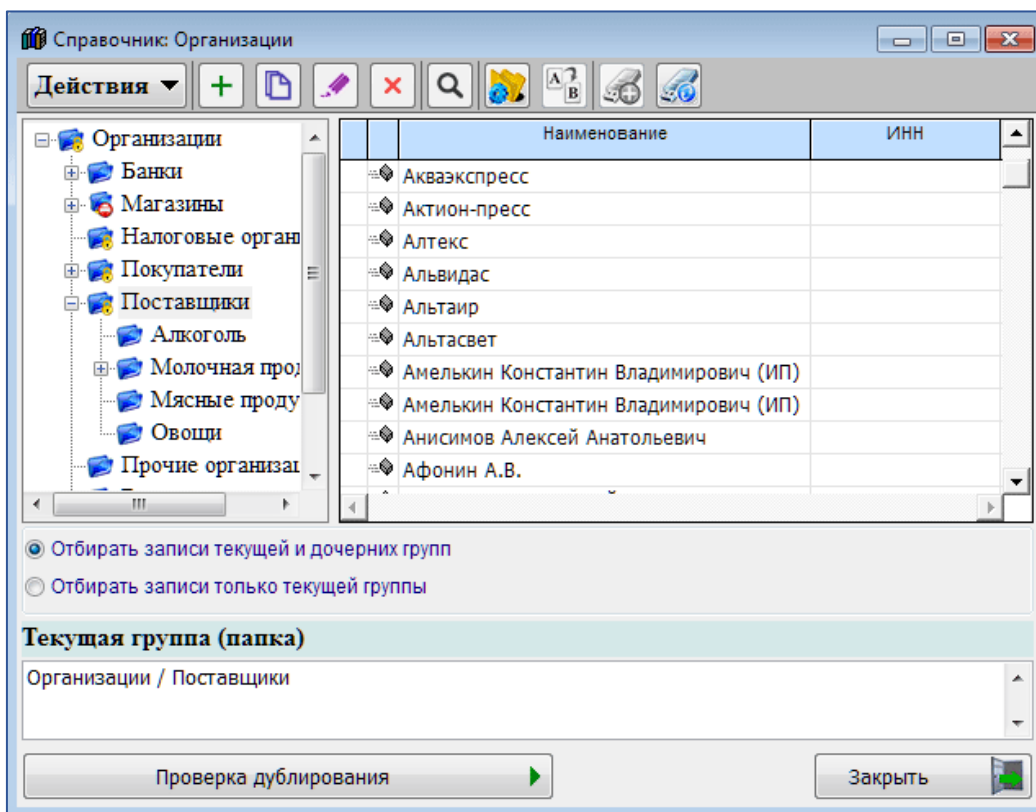 Справочник: Организации
Действия
Организации
Банки
Магазины
Налоговые орган
Покупатели
Поставщики
Алкоголь
Молочная прод
Мясные проду
Овощи
Прочие организац
Наименование ИНН
Акваэкспресс
Актион-пресс
Алтекс
Альвидас
Альтаир
Альтасвет
Амелькин Константин Владимирович (ИП)
Амелькин Константин Владимирович (ИП)
Анисимов Алексей Анатольевич
Афонин А.В.
Отбирать записи текущей и дочерних групп
Отбирать записи только текущей группы
Текущая группа (папка)
Организации / Поставщики
Проверка дублирования
Закрыть